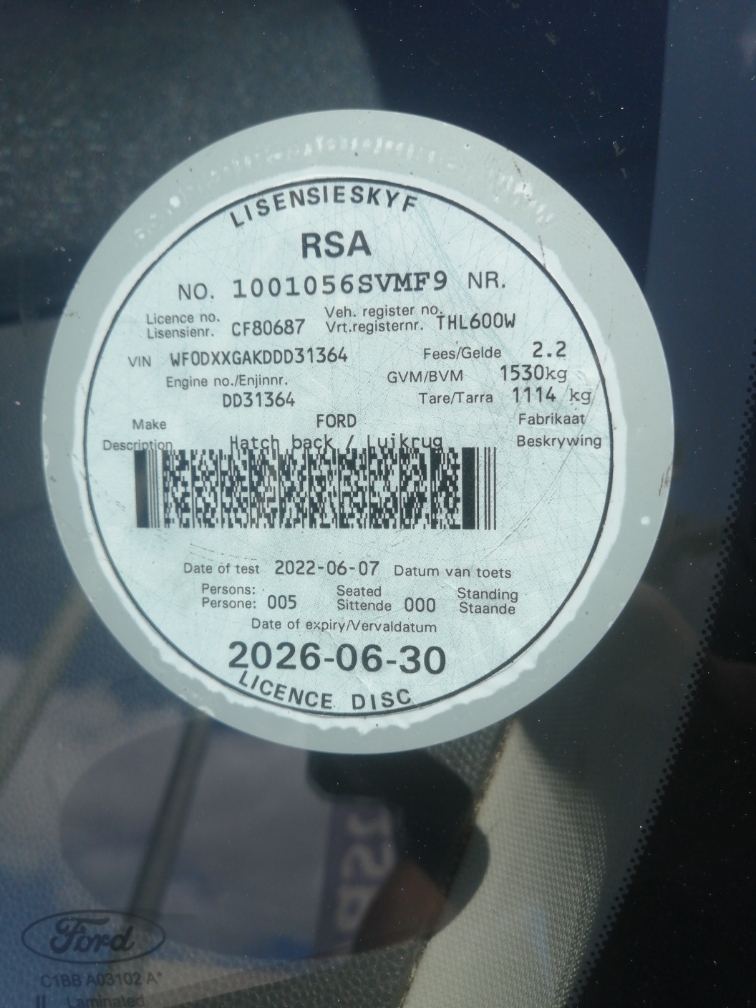 LISENSIESKYF
RSA
NO. 1001056SVMF9 NR.
Licence no. Veh. register no.
Lisensienr. CF80687 Vrt.registernr. THL600W
VIN WF0DXXGAKDDD31364 Fees/Gelde 2.2
Engine no./Enjinnr. GVM/BVM 1530kg
DD31364 Tare/Tarra 1114 kg
Make FORD Fabrikaat
Description Hatch back / Luikrug Beskrywing
Date of test 2022-06-07 Datum van toets
Persons: Seated Standing
Persone: 005 Sittende 000 Staande
Date of expiry/Vervaldatum
2026-06-30
LICENCE DISC
Ford
C1BB A03102 A*
II Laminated